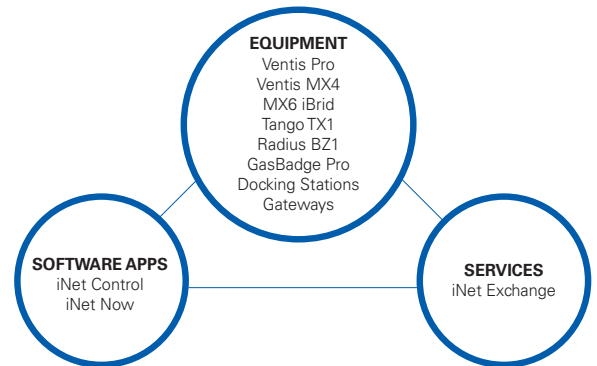 EQUIPMENT
Ventis Pro
Ventis MX4
MX6 iBrid
Tango TX1
Radius BZ1
GasBadge Pro
Docking Stations
Gateways
SOFTWARE APPS
iNet Control
iNet Now
SERVICES
iNet Exchange